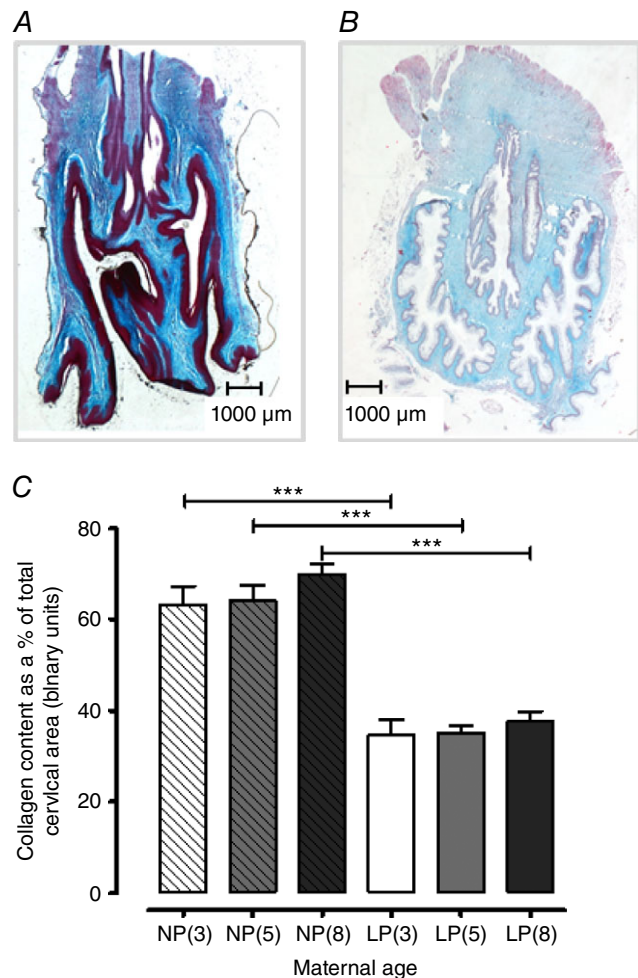 A
B
1000 µm
1000 µm
C
***
***
***
80
60
40
20
0
Collagen content as a % of total
cervical area (binary units)
NP(3) NP(5) NP(8) LP(3) LP(5) LP(8)
Maternal age